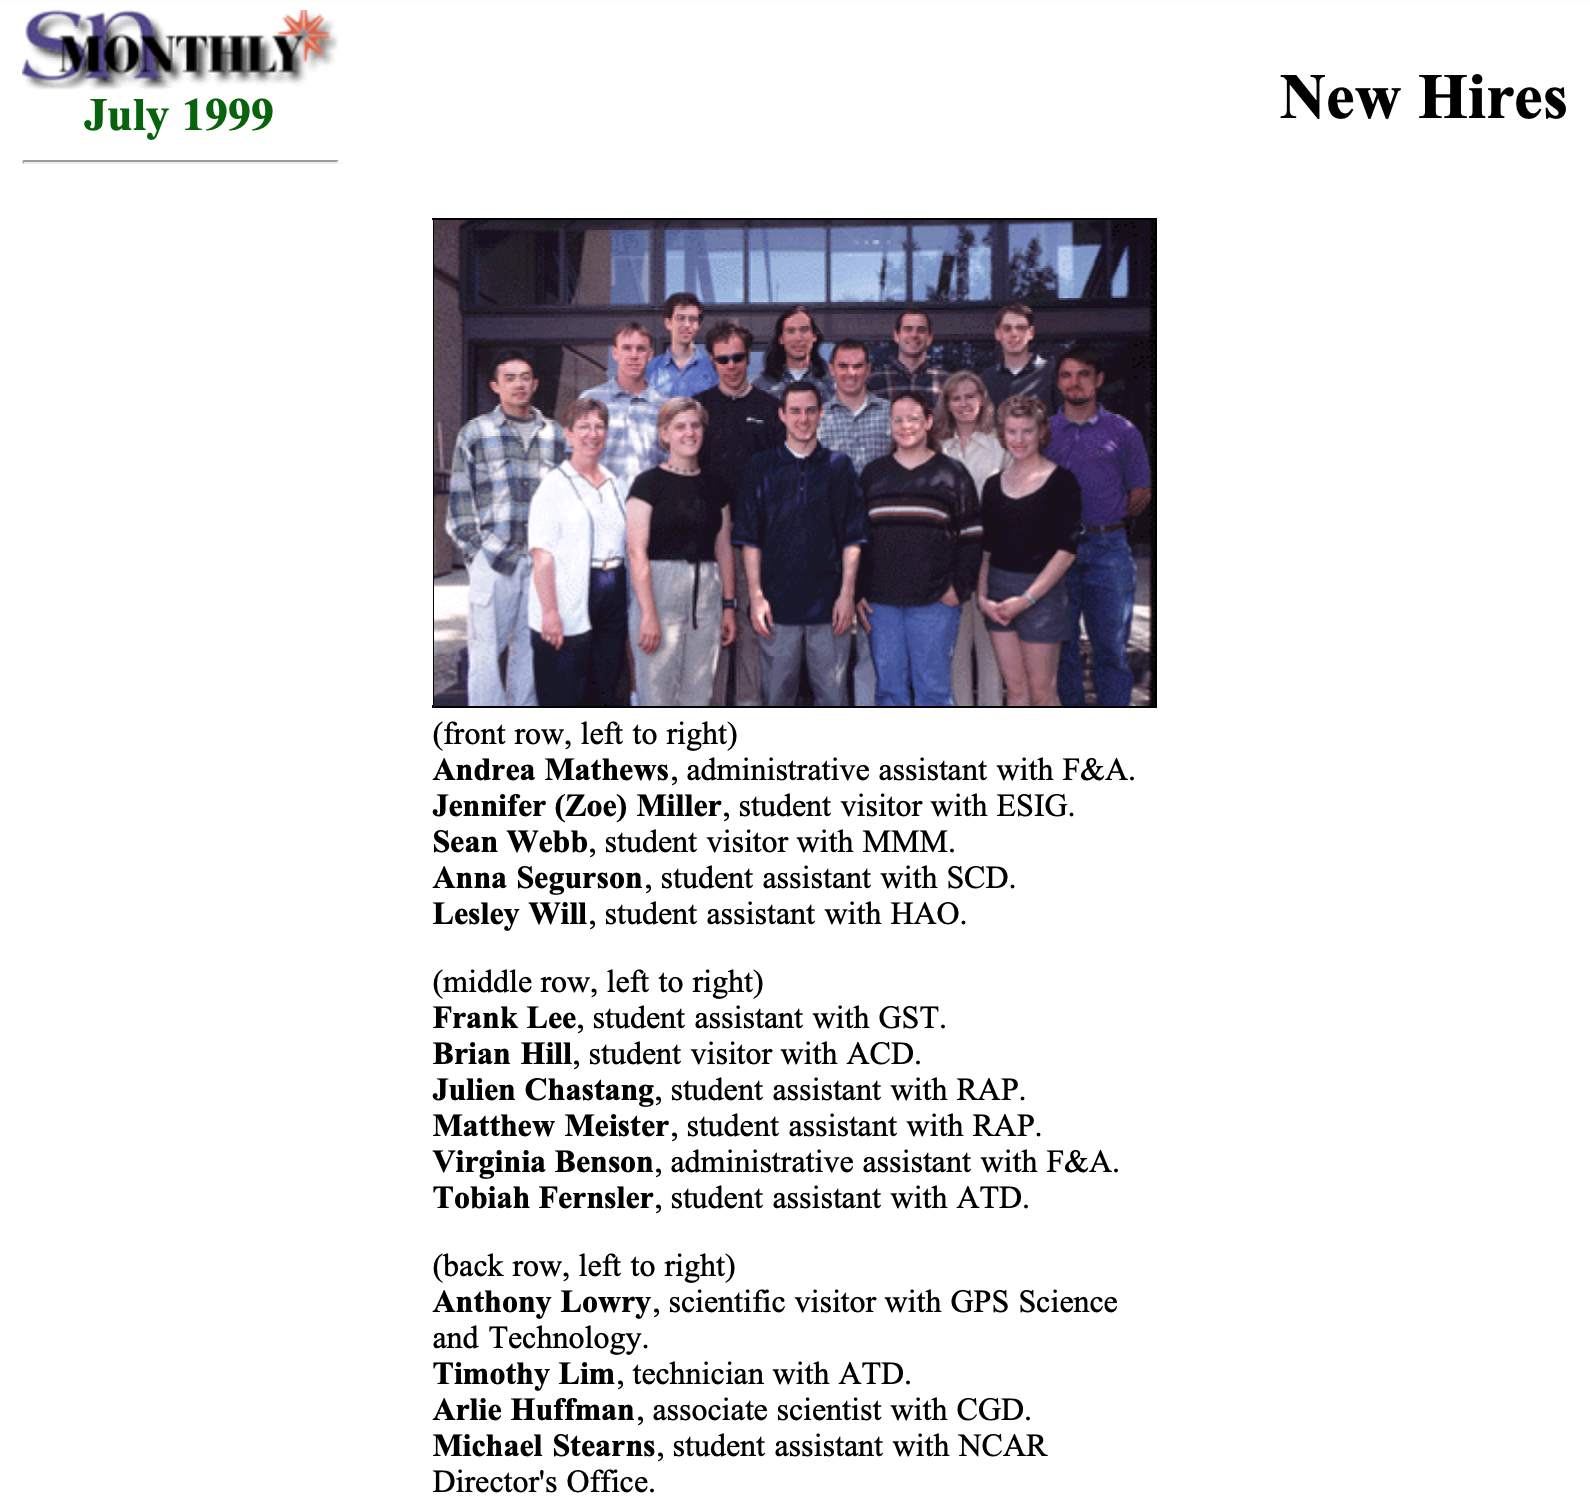 sn MONTHLY
July 1999
New Hires
(front row, left to right)
Andrea Mathews, administrative assistant with F&A.
Jennifer (Zoe) Miller, student visitor with ESIG.
Sean Webb, student visitor with MMM.
Anna Segurson, student assistant with SCD.
Lesley Will, student assistant with HAO.
(middle row, left to right)
Frank Lee, student assistant with GST.
Brian Hill, student visitor with ACD.
Julien Chastang, student assistant with RAP.
Matthew Meister, student assistant with RAP.
Virginia Benson, administrative assistant with F&A.
Tobiah Fernsler, student assistant with ATD.
(back row, left to right)
Anthony Lowry, scientific visitor with GPS Science
and Technology.
Timothy Lim, technician with ATD.
Arlie Huffman, associate scientist with CGD.
Michael Stearns, student assistant with NCAR
Director's Office.